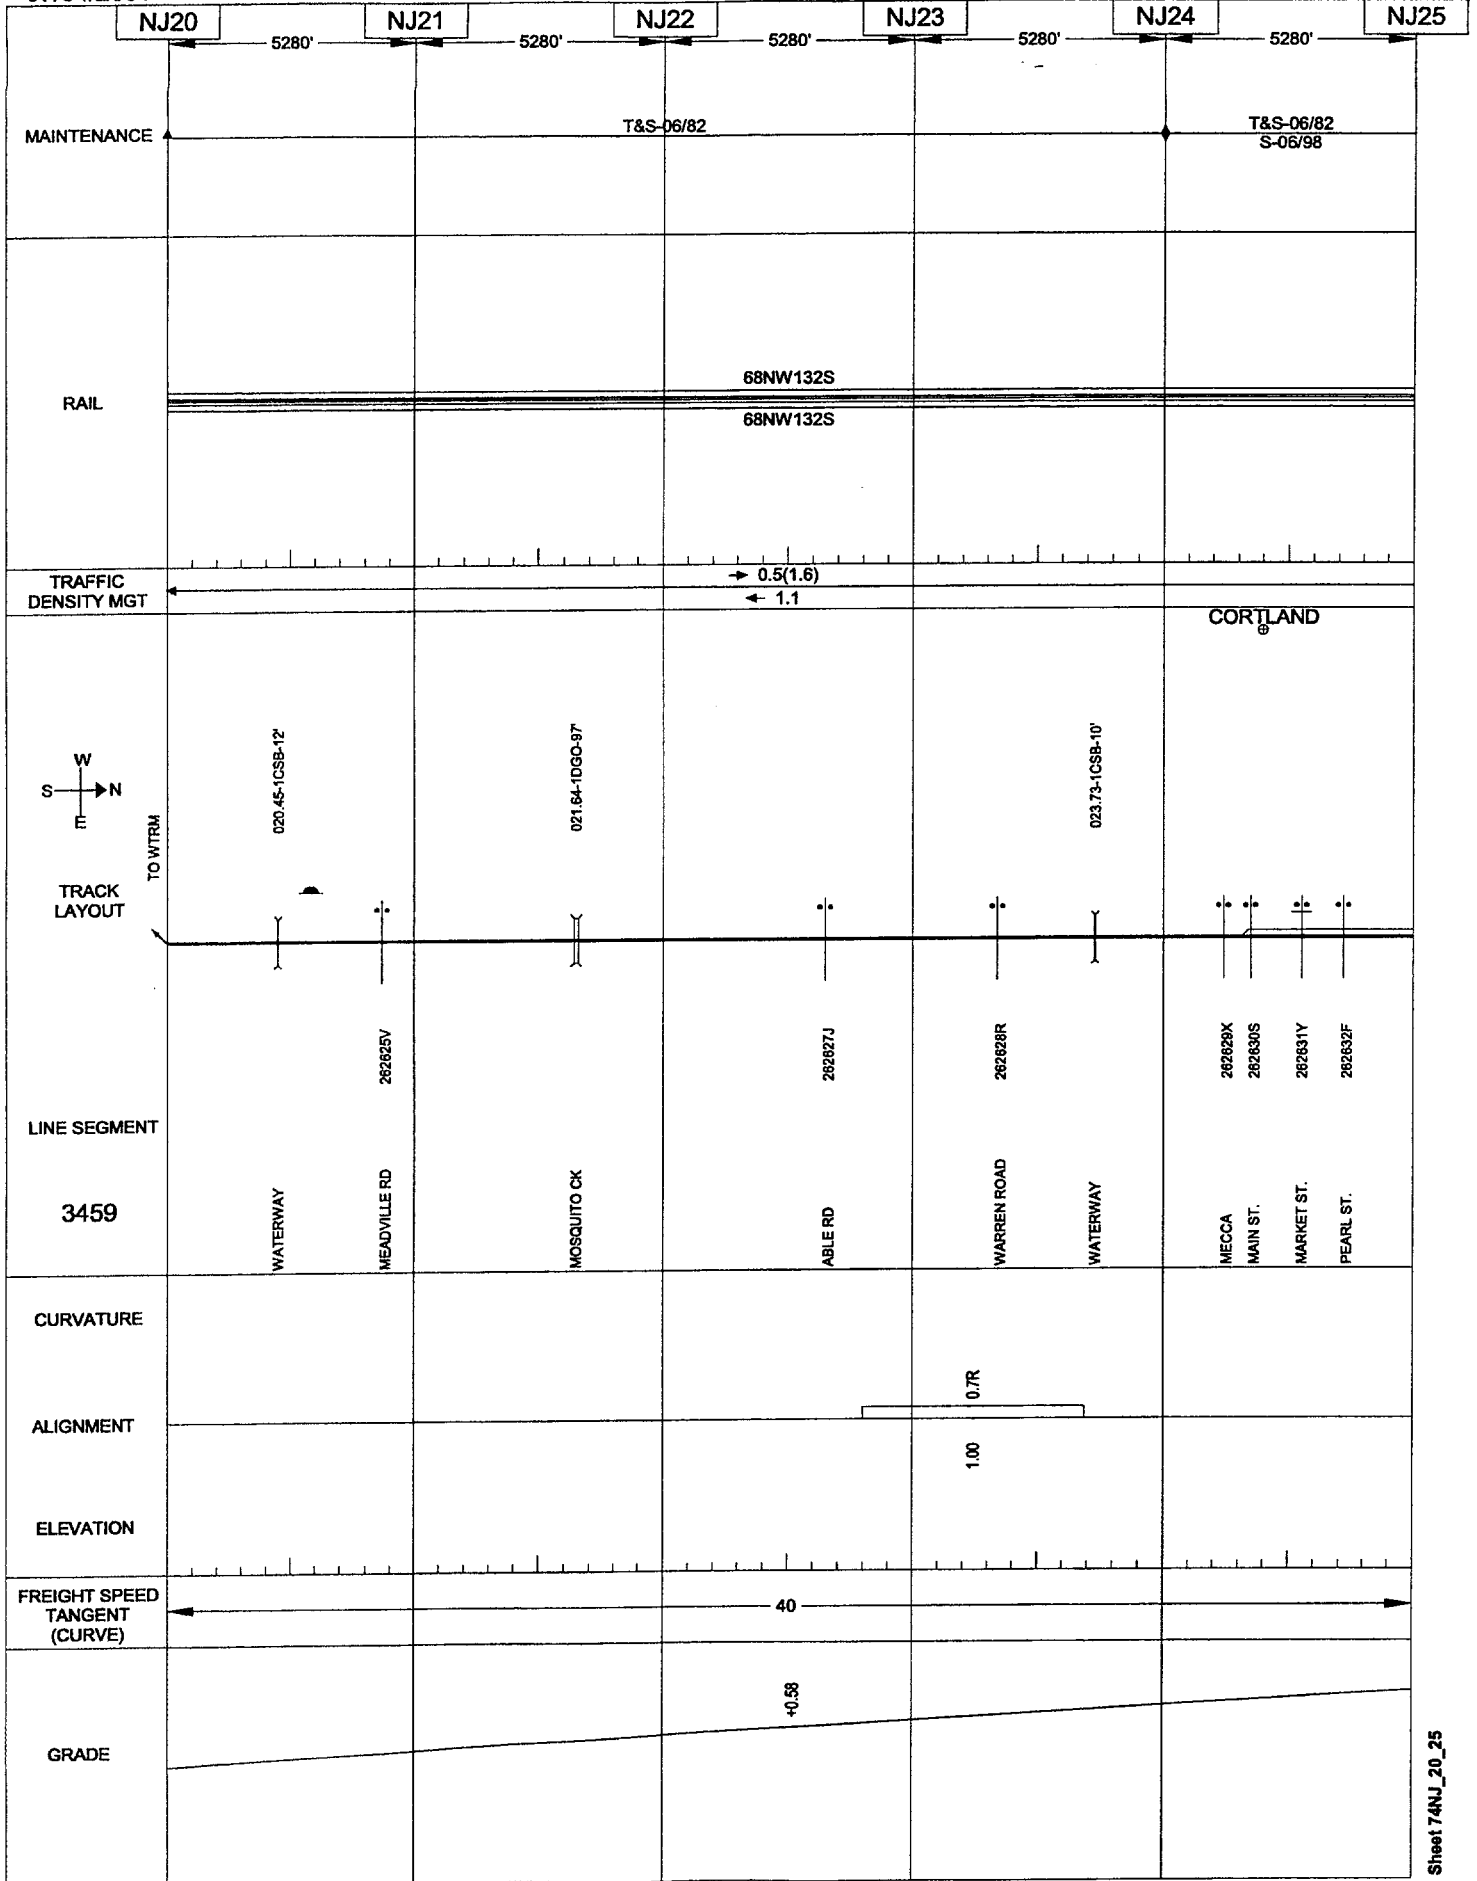 NJ20 NJ21 NJ22 NJ23 NJ24 NJ25
5280' 5280' 5280' 5280' 5280'
MAINTENANCE
T&S-06/82
T&S-06/82
S-06/98
RAIL
68NW132S
68NW132S
TRAFFIC
DENSITY MGT
0.5(1.6)
1.1
CORTLAND
W
S N
E
TO WTRM
020.45-1CSB-12'
021.64-1DGO-97'
023.73-1CSB-10'
TRACK
LAYOUT
262625V
262627J
262628R
262629X
262630S
262631Y
262632F
LINE SEGMENT
3459
WATERWAY
MEADVILLE RD
MOSQUITO CK
ABLE RD
WARREN ROAD
WATERWAY
MECCA
MAIN ST.
MARKET ST.
PEARL ST.
CURVATURE
0.7R
ALIGNMENT
1.00
ELEVATION
FREIGHT SPEED
TANGENT
(CURVE)
40
+0.58
GRADE
Sheet 74NJ_20_25